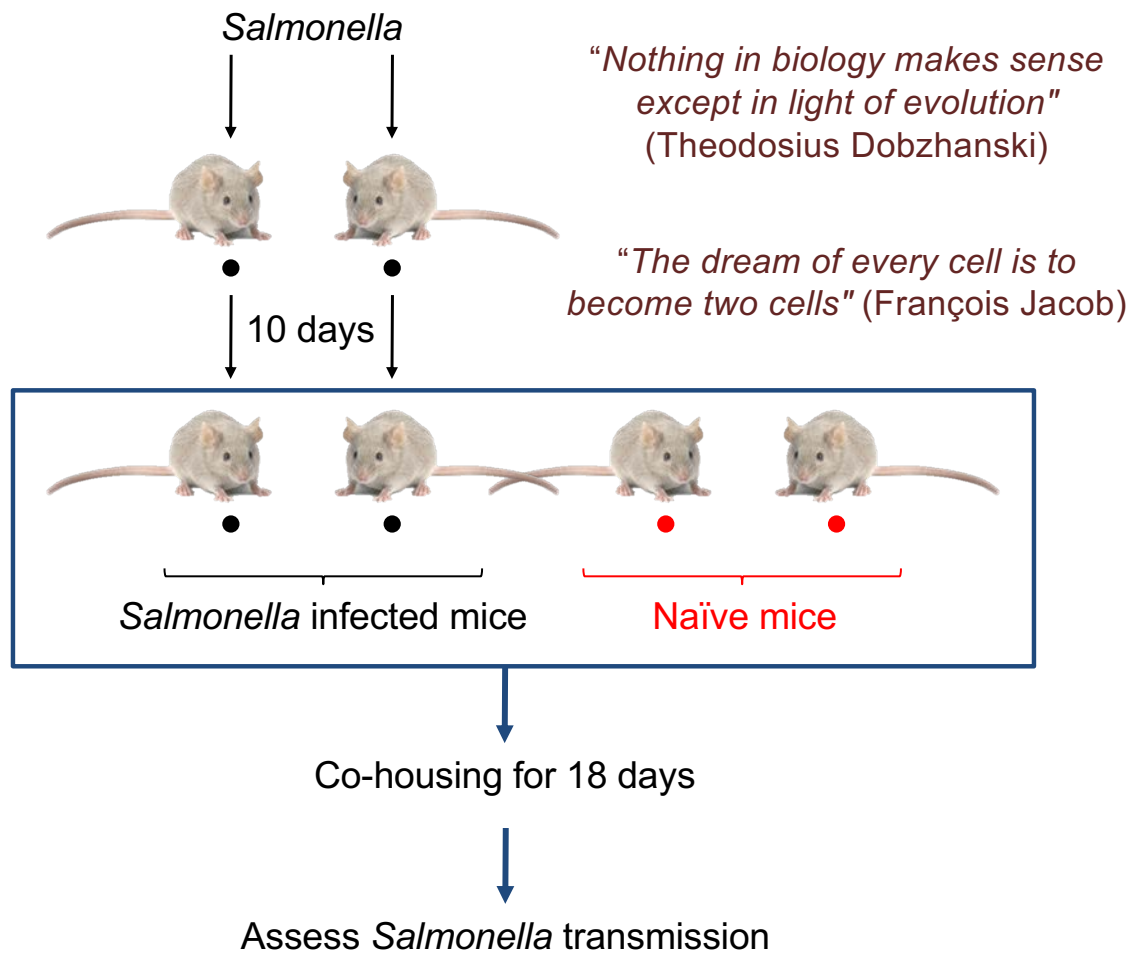 Salmonella
“Nothing in biology makes sense
except in light of evolution"
(Theodosius Dobzhanski)
“The dream of every cell is to
become two cells" (François Jacob)
10 days
Salmonella infected mice
Naïve mice
Co-housing for 18 days
Assess Salmonella transmission